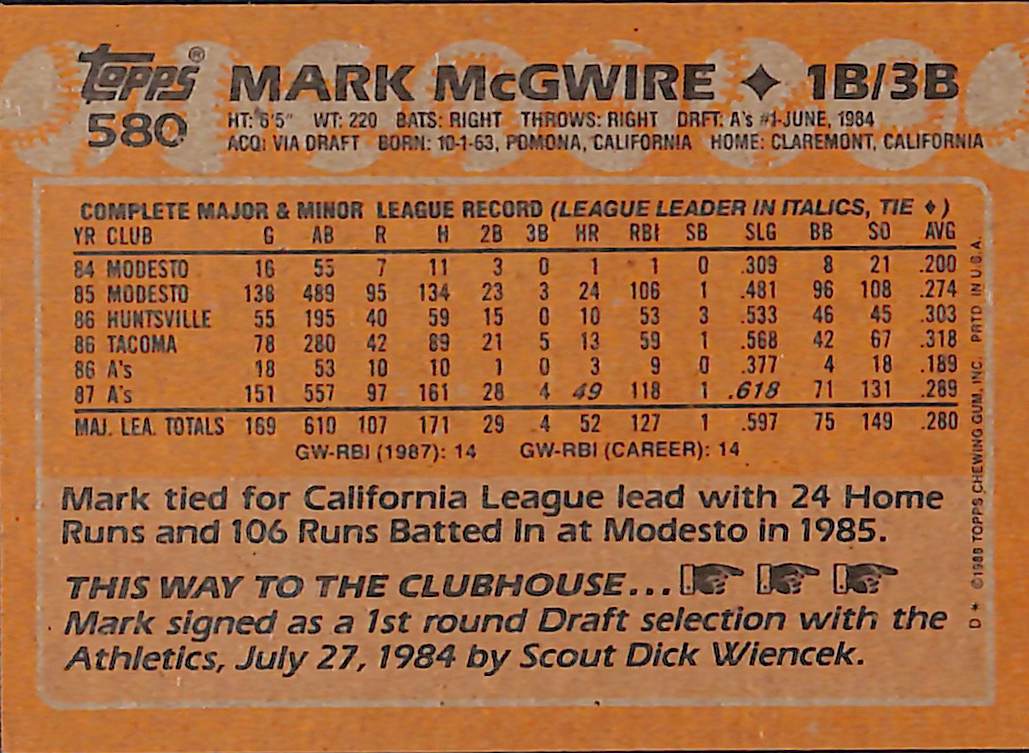 Topps® MARK McGWIRE ✦ 1B/3B
580 HT: 6'5" WT: 220 BATS: RIGHT THROWS: RIGHT DRFT: A's #1-JUNE, 1984
ACQ: VIA DRAFT BORN: 10-1-63, POMONA, CALIFORNIA HOME: CLAREMONT, CALIFORNIA
COMPLETE MAJOR & MINOR LEAGUE RECORD (LEAGUE LEADER IN ITALICS, TIE ♦)
YR CLUB G AB R H 2B 3B HR RBI SB SLG BB SO AVG
84 MODESTO 16 55 7 11 3 0 1 1 0 .309 8 21 .200
85 MODESTO 138 489 95 134 23 3 24 106 1 .481 96 108 .274
86 HUNTSVILLE 55 195 40 59 15 0 10 53 3 .533 46 45 .303
86 TACOMA 78 280 42 89 21 5 13 59 1 .568 42 67 .318
86 A's 18 53 10 10 1 0 3 9 0 .377 4 18 .189
87 A's 151 557 97 161 28 4 49 118 1 .618 71 131 .289
MAJ. LEA. TOTALS 169 610 107 171 29 4 52 127 1 .597 75 149 .280
GW-RBI (1987): 14 GW-RBI (CAREER): 14
Mark tied for California League lead with 24 Home
Runs and 106 Runs Batted In at Modesto in 1985.
THIS WAY TO THE CLUBHOUSE...
Mark signed as a 1st round Draft selection with the
Athletics, July 27, 1984 by Scout Dick Wiencek.
D* ©1988 TOPPS CHEWING GUM, INC. PRTD IN U.S.A.